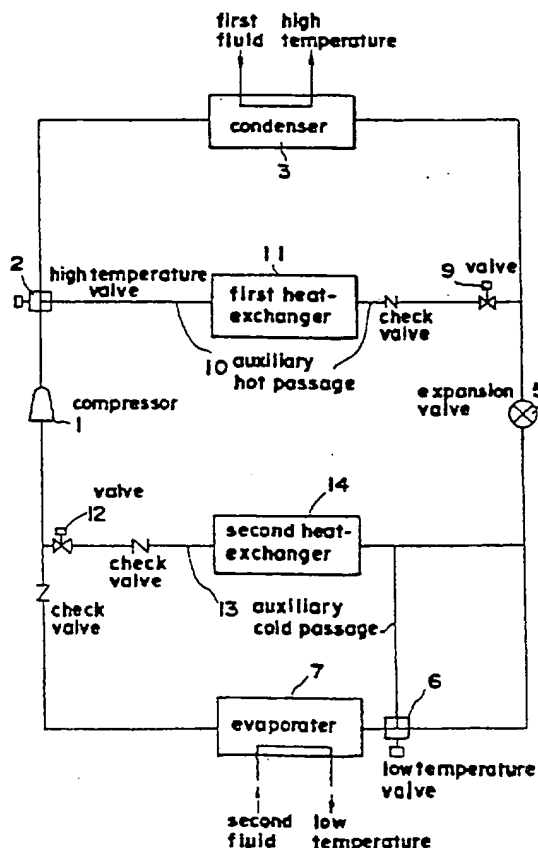 first high
fluid temperature
condenser
3
2
high temperature
valve
11
first heat-
exchanger
9 valve
check
valve
10 auxiliary
hot passage
compressor
1
expansion 5
valve
valve
12
14
second heat-
exchanger
check
valve
13 auxiliary
cold passage
check
valve
7
evaporater
6
low temperature
valve
second low
fluid temperature